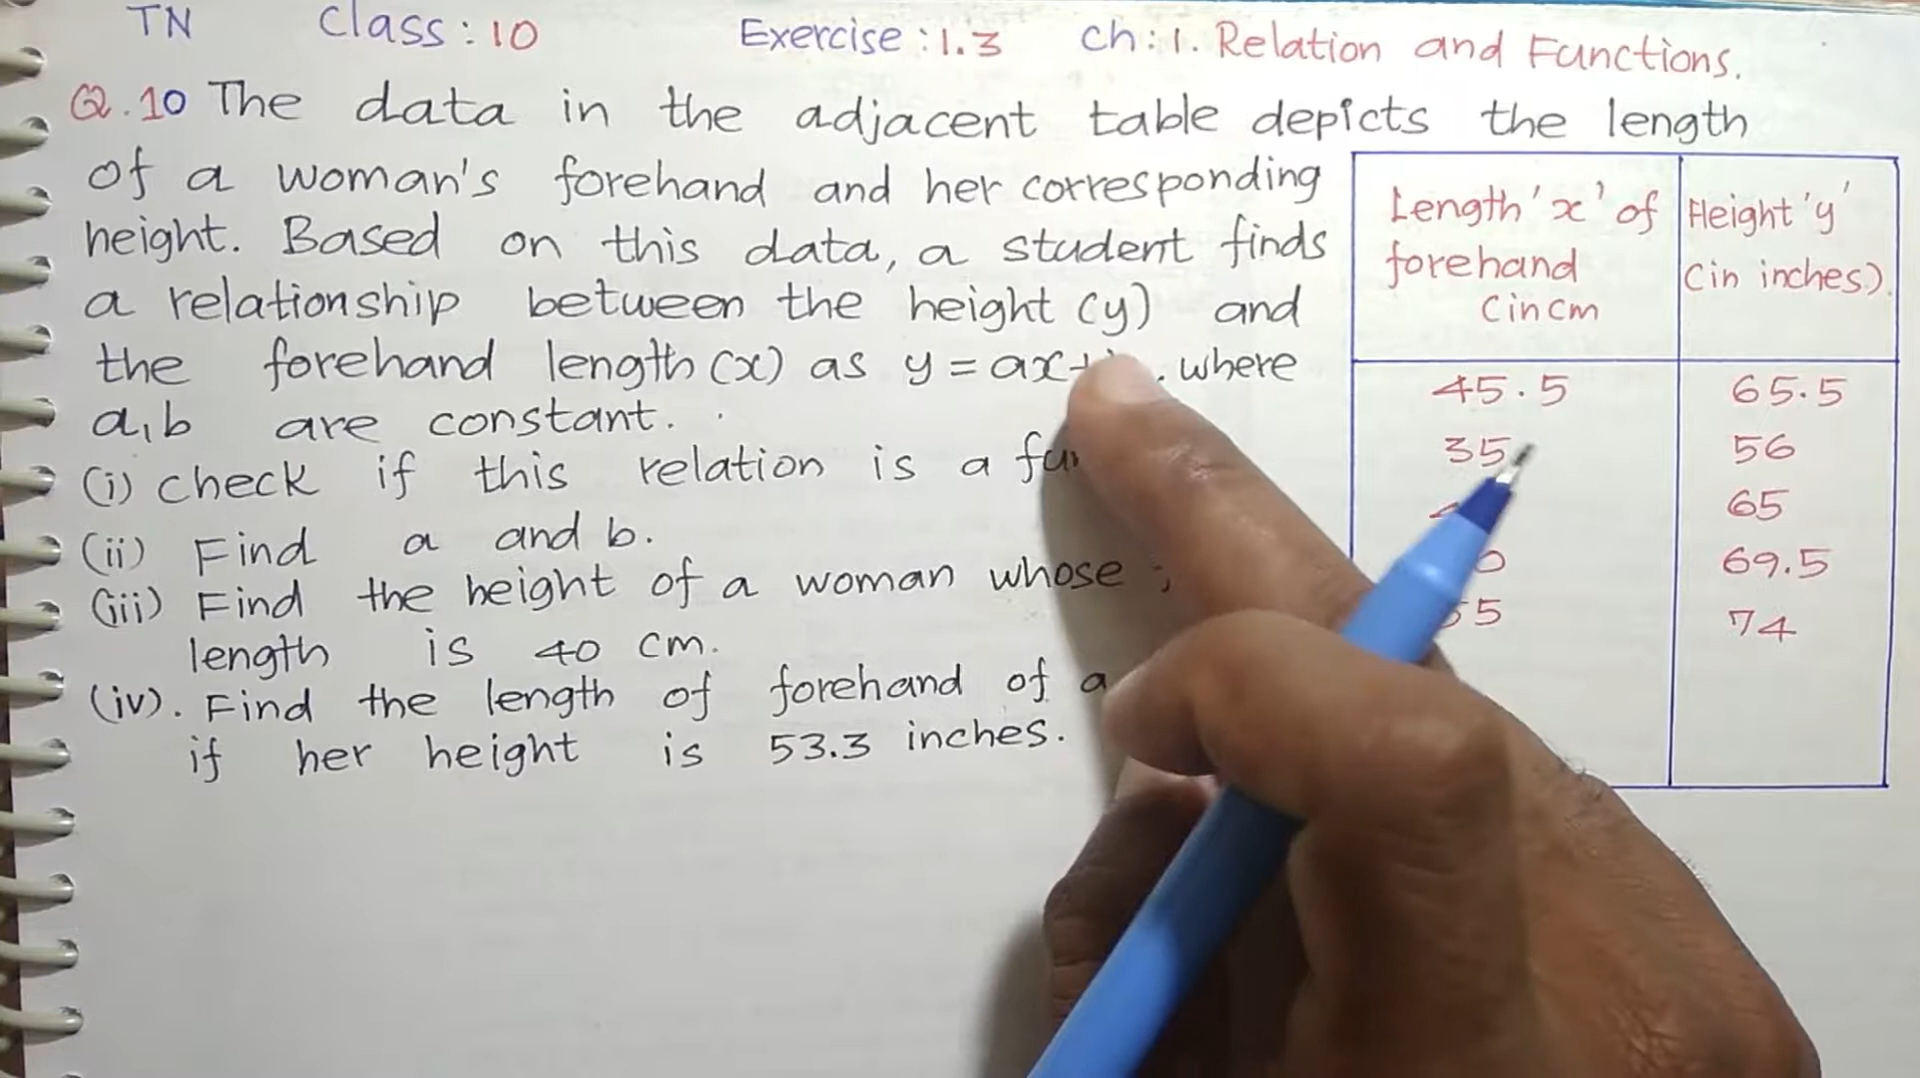 TN Class : 10 Exercise : 1.3 Ch : 1. Relation and Functions.
Q.10 The data in the adjacent table depicts the length
of a woman's forehand and her corresponding
height. Based on this data, a student finds
a relationship between the height (y) and
the forehand length (x) as y = ax+ . where
a,b are constant.
(i) check if this relation is a
(ii) Find a and b.
(iii) Find the height of a woman whose
length is 40 cm.
(iv). Find the length of forehand of a
if her height is 53.3 inches.
Length 'x' of forehand (in cm
Height 'y' (in inches).
45.5 65.5
35 56
65
69.5
74